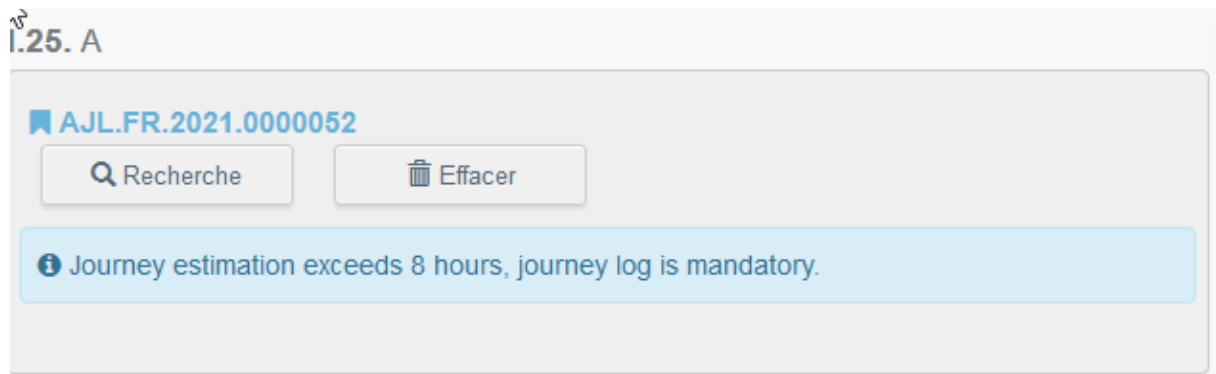 I.25. A
AJL.FR.2021.0000052
Recherche
Effacer
Journey estimation exceeds 8 hours, journey log is mandatory.